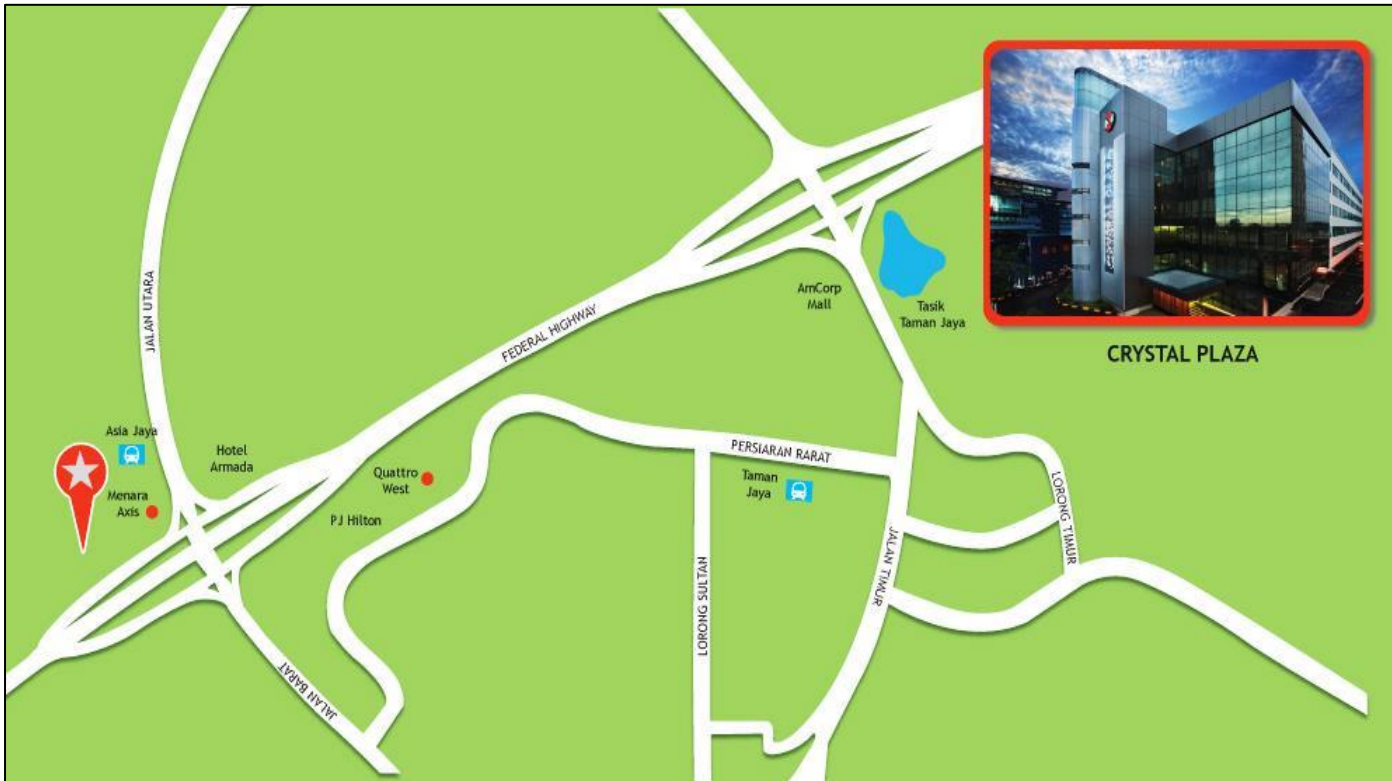 JALAN UTARA
FEDERAL HIGHWAY
AmCorp
Mall
Tasik
Taman Jaya
CRYSTAL PLAZA
Asia Jaya
Hotel
Armada
Menara
Axis
Quattro
West
PJ Hilton
PERSIARAN RARAT
Taman
Jaya
LORONG TIMUR
JALAN TIMUR
LORONG SULTAN
JALAN BARAT